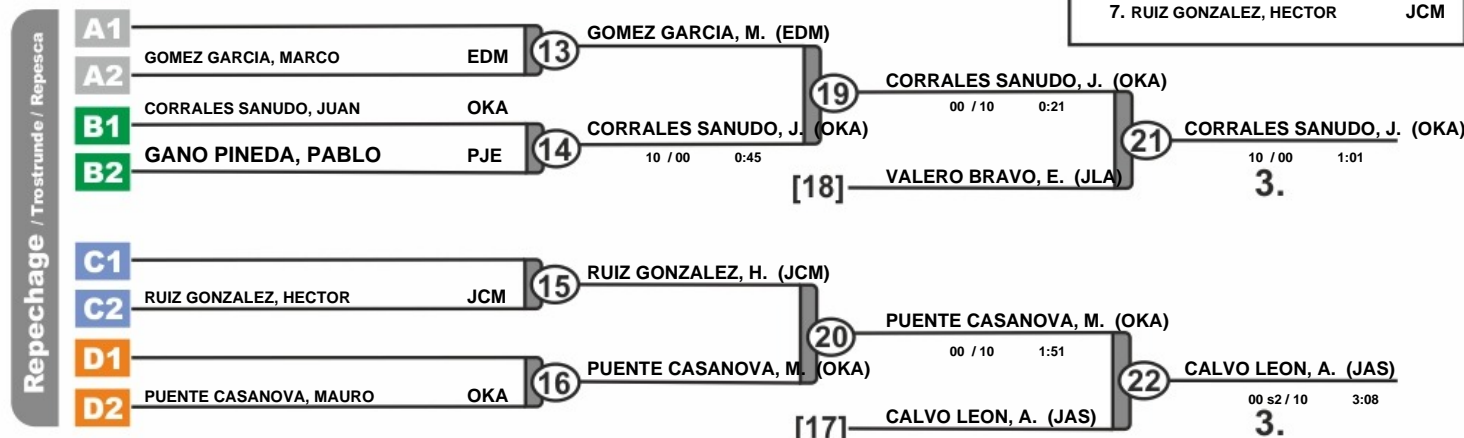 7. RUIZ GONZALEZ, HECTOR JCM
Repechage / Trostrunde / Repesca
A1
GOMEZ GARCIA, M. (EDM)
GOMEZ GARCIA, MARCO EDM
13
A2
CORRALES SANUDO, J. (OKA)
19
00 / 10 0:21
CORRALES SANUDO, JUAN OKA
B1
CORRALES SANUDO, J. (OKA)
21
CORRALES SANUDO, J. (OKA)
GANO PINEDA, PABLO PJE
14
10 / 00 0:45
10 / 00 1:01
B2
[18]
VALERO BRAVO, E. (JLA)
3.
C1
RUIZ GONZALEZ, H. (JCM)
15
RUIZ GONZALEZ, HECTOR JCM
C2
PUENTE CASANOVA, M. (OKA)
20
00 / 10 1:51
D1
PUENTE CASANOVA, M. (OKA)
16
22
CALVO LEON, A. (JAS)
PUENTE CASANOVA, MAURO OKA
D2
00 s2 / 10 3:08
[17]
CALVO LEON, A. (JAS)
3.